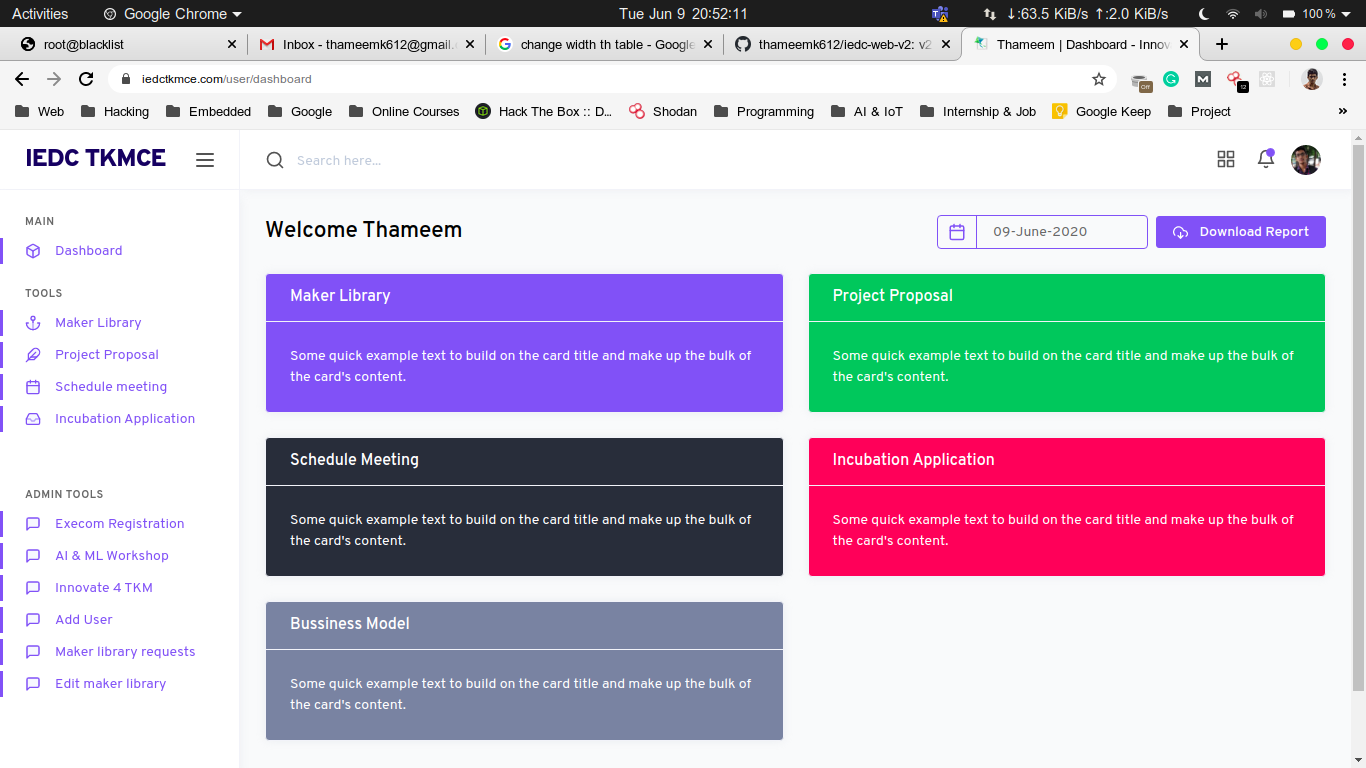 Activities Google Chrome Tue Jun 9 20:52:11 ↓:63.5 KiB/s ↑:2.0 KiB/s 100 %
root@blacklist Inbox - thameemk612@gmail. change width th table - Google thameemk612/iedc-web-v2: v2 Thameem | Dashboard - Innov
iedctkmce.com/user/dashboard Off 12
Web Hacking Embedded Google Online Courses Hack The Box :: D... Shodan Programming AI & IoT Internship & Job Google Keep Project »
IEDC TKMCE Search here...
MAIN
Dashboard
TOOLS
Maker Library
Project Proposal
Schedule meeting
Incubation Application
ADMIN TOOLS
Execom Registration
AI & ML Workshop
Innovate 4 TKM
Add User
Maker library requests
Edit maker library
Welcome Thameem 09-June-2020 Download Report
Maker Library
Some quick example text to build on the card title and make up the bulk of
the card's content.
Project Proposal
Some quick example text to build on the card title and make up the bulk of
the card's content.
Schedule Meeting
Some quick example text to build on the card title and make up the bulk of
the card's content.
Incubation Application
Some quick example text to build on the card title and make up the bulk of
the card's content.
Bussiness Model
Some quick example text to build on the card title and make up the bulk of
the card's content.